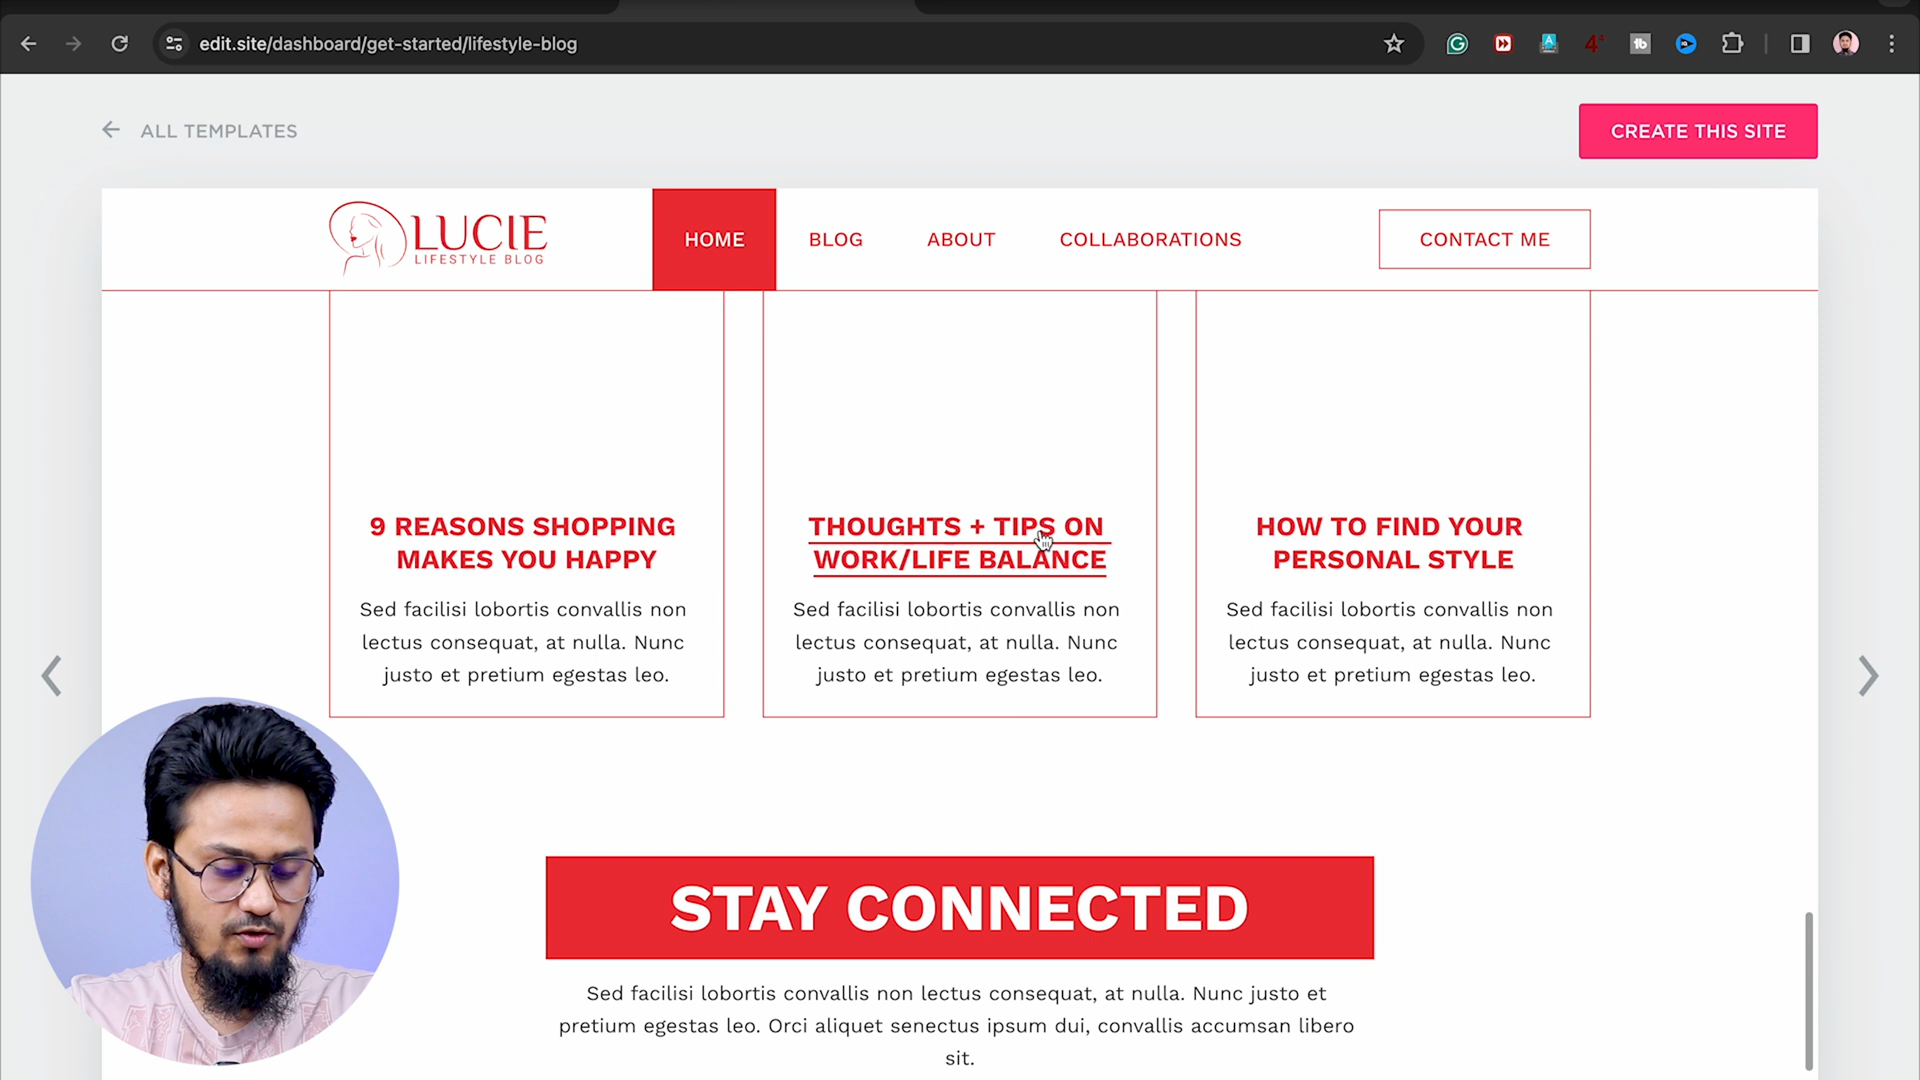 edit.site/dashboard/get-started/lifestyle-blog
ALL TEMPLATES
CREATE THIS SITE
LUCIE
LIFESTYLE BLOG
HOME
BLOG
ABOUT
COLLABORATIONS
CONTACT ME
9 REASONS SHOPPING
MAKES YOU HAPPY
Sed facilisi lobortis convallis non
lectus consequat, at nulla. Nunc
justo et pretium egestas leo.
THOUGHTS + TIPS ON
WORK/LIFE BALANCE
Sed facilisi lobortis convallis non
lectus consequat, at nulla. Nunc
justo et pretium egestas leo.
HOW TO FIND YOUR
PERSONAL STYLE
Sed facilisi lobortis convallis non
lectus consequat, at nulla. Nunc
justo et pretium egestas leo.
STAY CONNECTED
Sed facilisi lobortis convallis non lectus consequat, at nulla. Nunc justo et
pretium egestas leo. Orci aliquet senectus ipsum dui, convallis accumsan libero
sit.